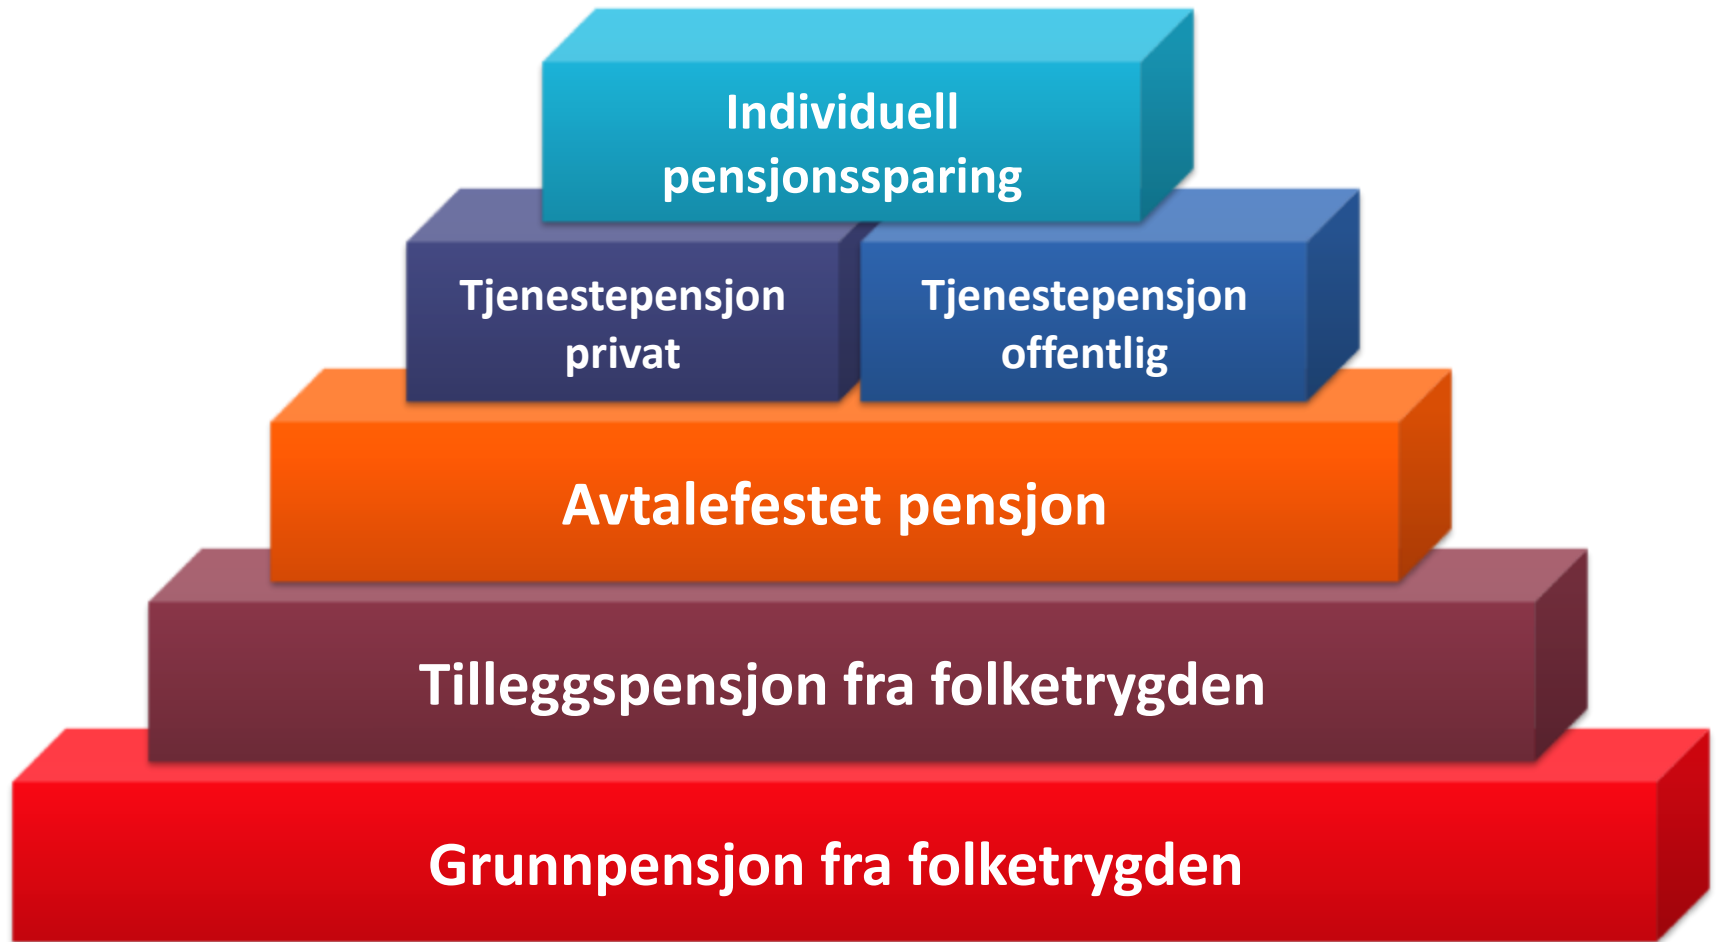 Individuell
pensjonssparing
Tjenestepensjon
privat
Tjenestepensjon
offentlig
Avtalefestet pensjon
Tilleggspensjon fra folketrygden
Grunnpensjon fra folketrygden